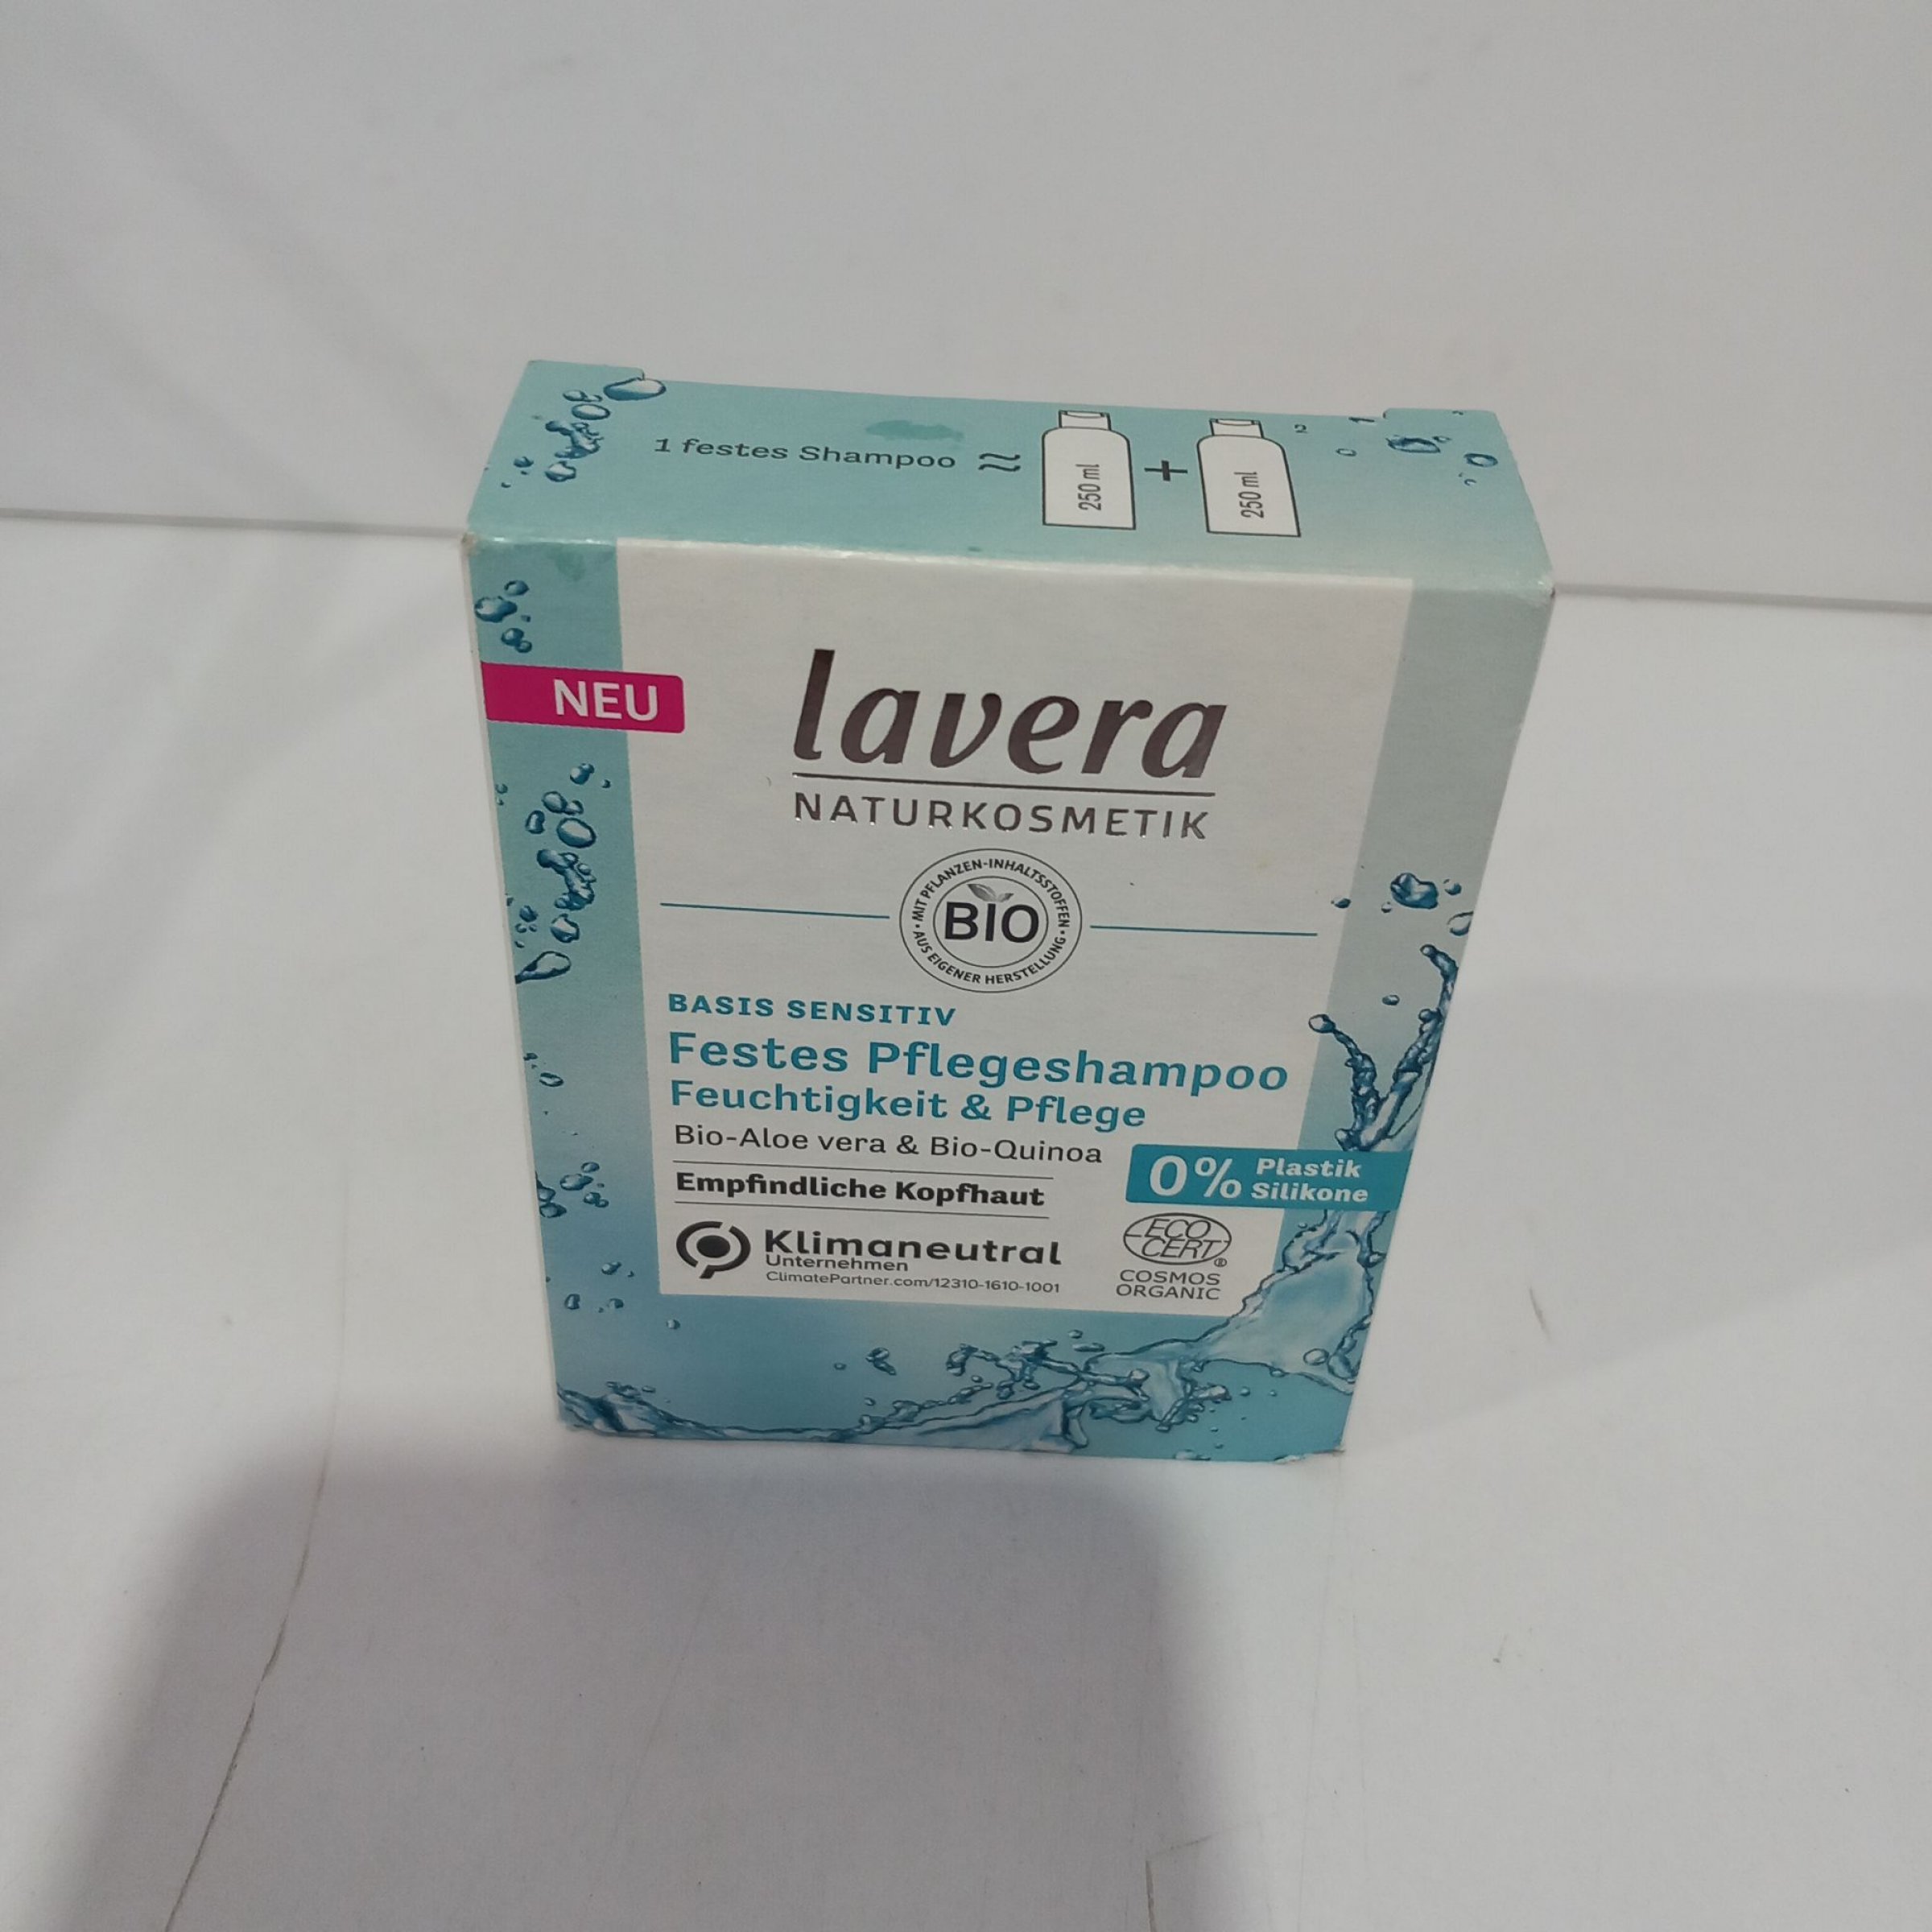 1 festes Shampoo ≈ 250 ml + 250 ml 2
NEU
lavera
NATURKOSMETIK
MIT PFLANZEN-INHALTSSTOFFEN • AUS EIGENER HERSTELLUNG •
BIO
BASIS SENSITIV
Festes Pflegeshampoo
Feuchtigkeit & Pflege
Bio-Aloe vera & Bio-Quinoa
Empfindliche Kopfhaut
0% Plastik
Silikone
Klimaneutral
Unternehmen
ClimatePartner.com/12310-1610-1001
ECO
CERT®
COSMOS
ORGANIC